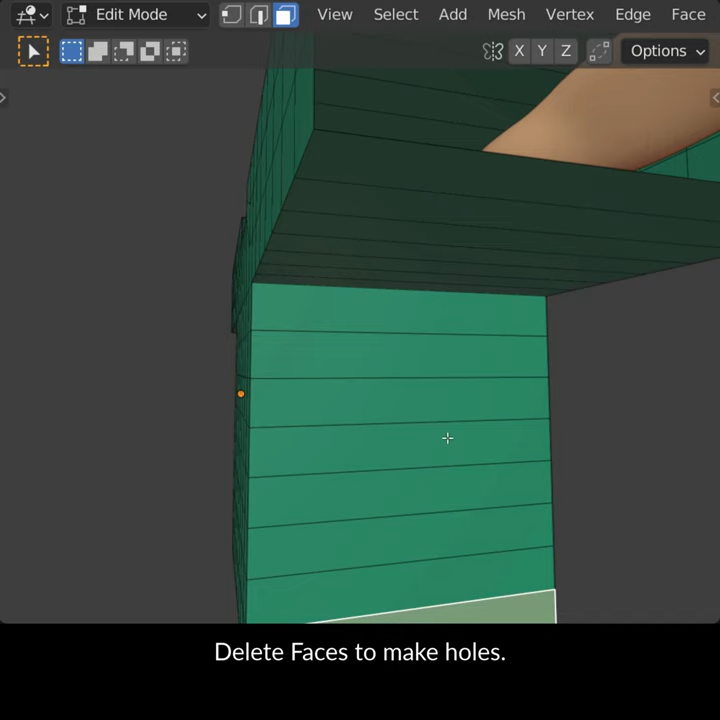 Edit Mode View Select Add Mesh Vertex Edge Face
X Y Z Options
Delete Faces to make holes.